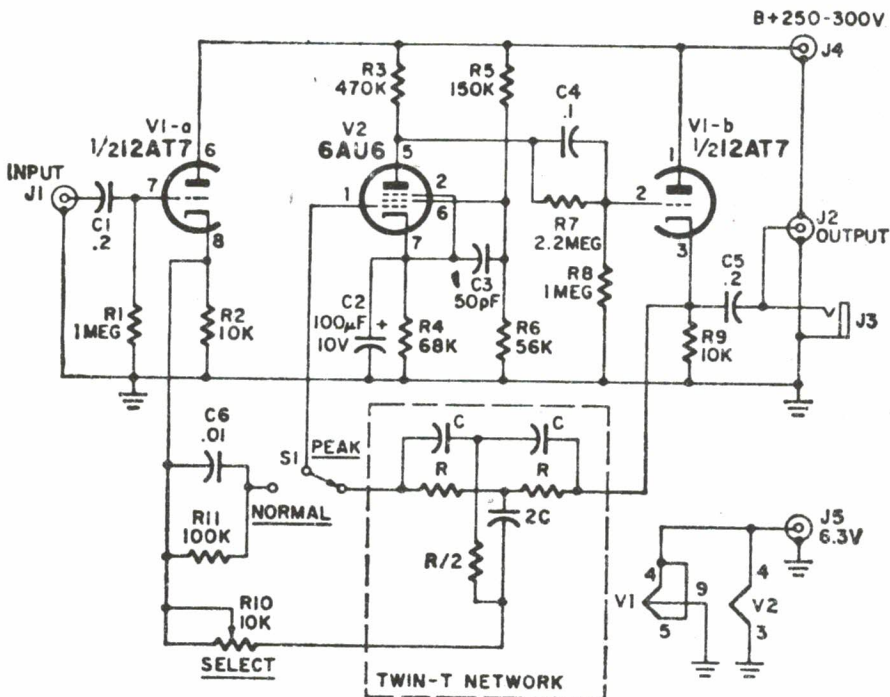 B+250-300V
J4
R3
470K
R5
150K
C4
.1
V1-a
1/2 12AT7
6
V2
6AU6
5
V1-b
1/2 12AT7
1
INPUT
J1
7
1
2
6
2
C1
.2
8
7
R7
2.2MEG
3
J2
OUTPUT
C3
50pF
C5
.2
R1
1MEG
R2
10K
C2
100μF
+
10V
R4
68K
R6
56K
R8
1MEG
R9
10K
J3
C6
.01
S1
PEAK
C
C
R
R
NORMAL
R11
100K
2C
R/2
J5
6.3V
R10
10K
SELECT
4
9
V1
5
4
V2
3
TWIN-T NETWORK